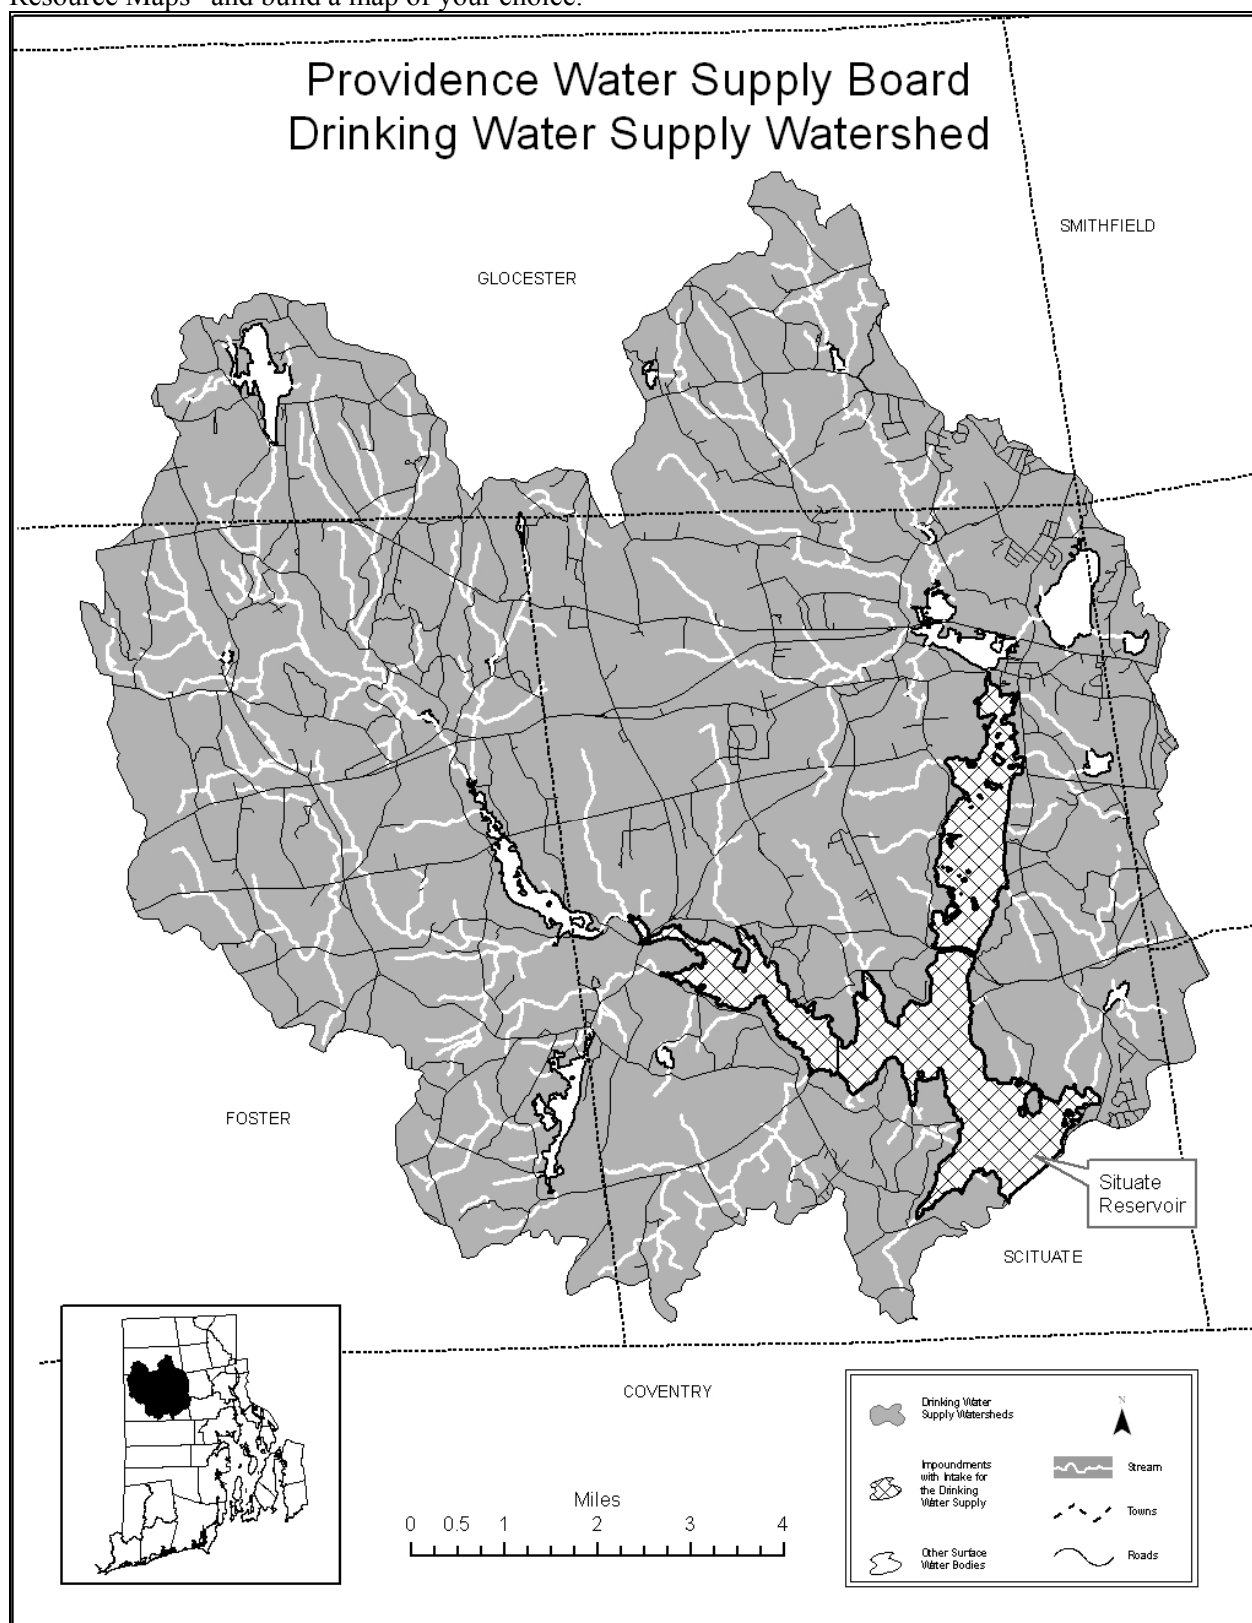 Resource Maps" and build a map of your choice.
Providence Water Supply Board
Drinking Water Supply Watershed
SMITHFIELD
GLOCESTER
FOSTER
Situate
Reservoir
SCITUATE
COVENTRY
Miles
0 0.5 1 2 3 4
Drinking Water
Supply Watersheds
N
Impoundments
with Intake for
the Drinking
Water Supply
Stream
Towns
Other Surface
Water Bodies
Roads